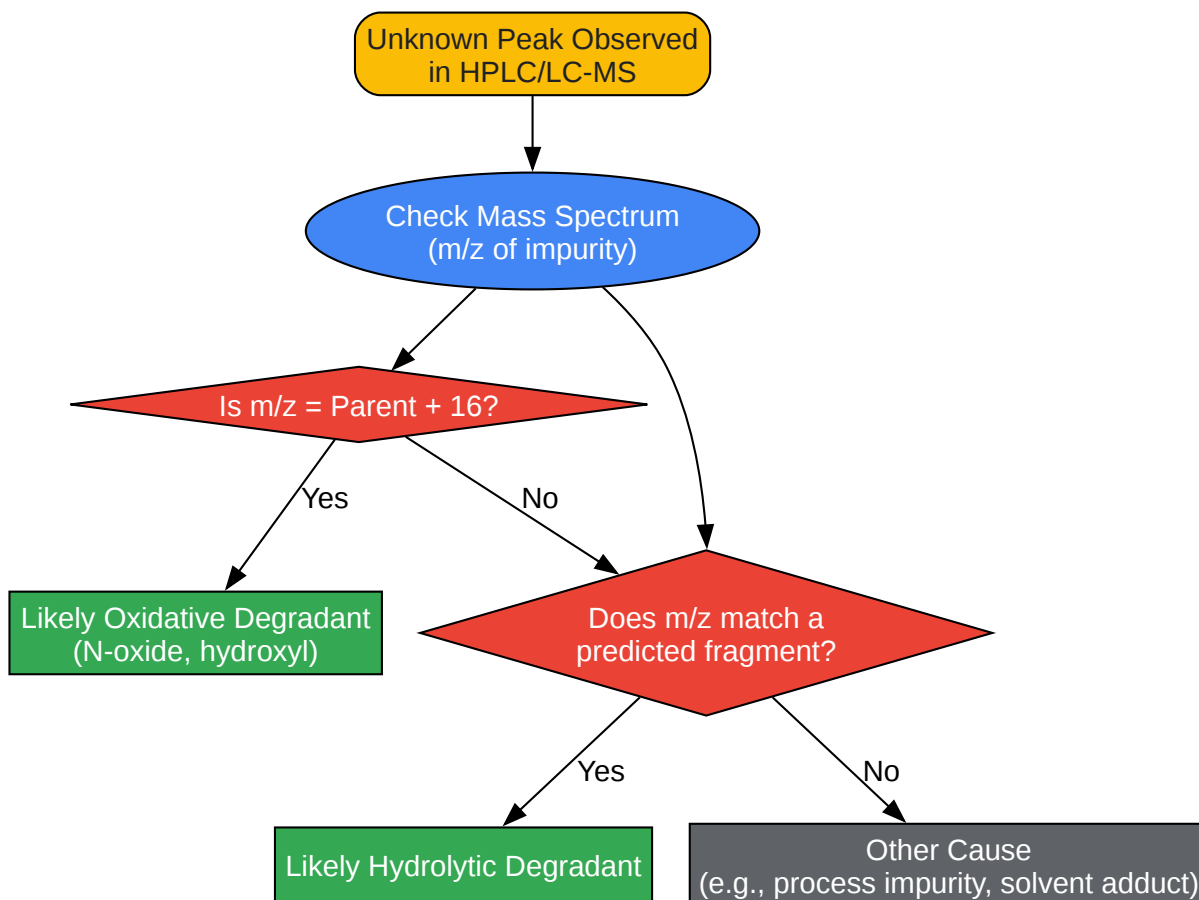 Unknown Peak Observed
in HPLC/LC-MS
Check Mass Spectrum
(m/z of impurity)
Is m/z = Parent + 16?
Yes
No
Likely Oxidative Degradant
(N-oxide, hydroxyl)
Does m/z match a
predicted fragment?
Yes
No
Likely Hydrolytic Degradant
Other Cause
(e.g., process impurity, solvent adduct)